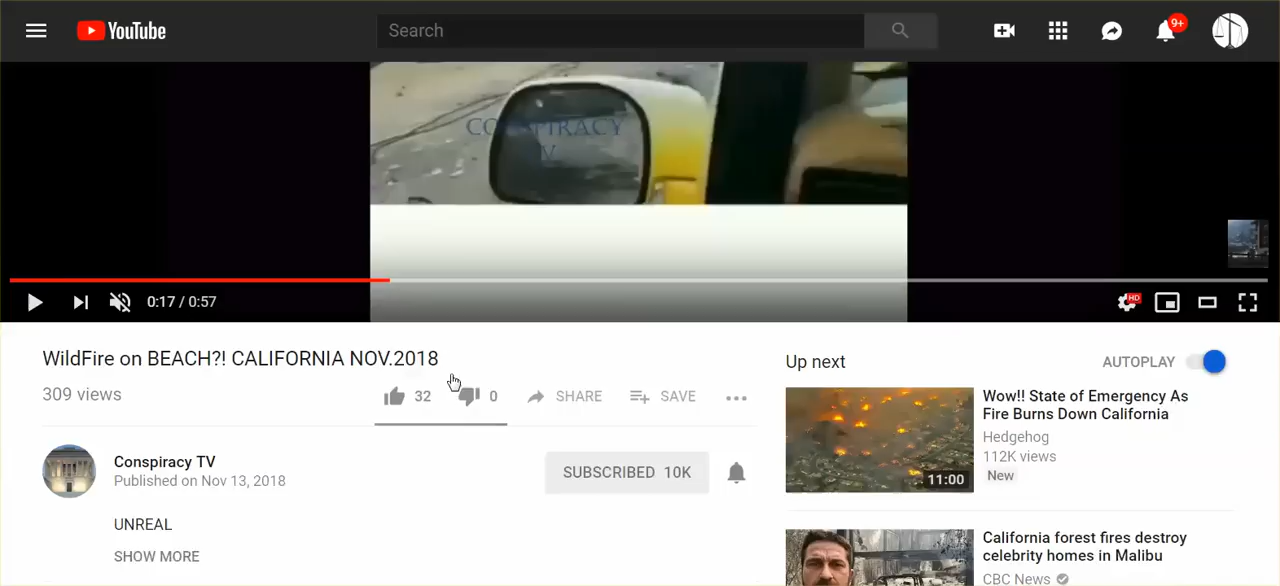 YouTube
Search
9+
CONSPIRACY
TV
0:17 / 0:57
HD
WildFire on BEACH?! CALIFORNIA NOV.2018
309 views
32
0
SHARE
SAVE
Conspiracy TV
Published on Nov 13, 2018
SUBSCRIBED 10K
UNREAL
SHOW MORE
Up next
AUTOPLAY
Wow!! State of Emergency As
Fire Burns Down California
Hedgehog
112K views
New
11:00
California forest fires destroy
celebrity homes in Malibu
CBC News